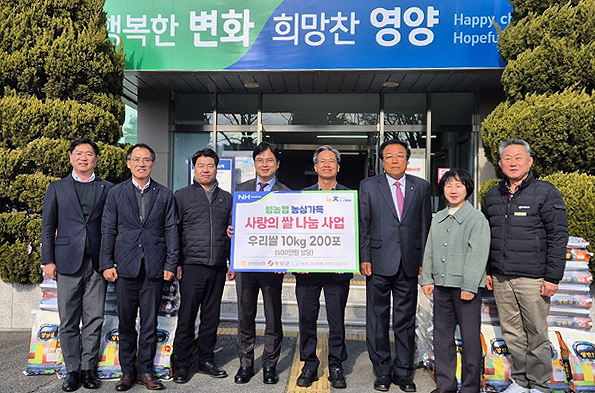 행복한 변화 희망찬 영양
Happy
Hopef
NH
범농협 농심가득
사랑의 쌀 나눔 사업
우리쌀 10kg 200포
(600만원 상당)